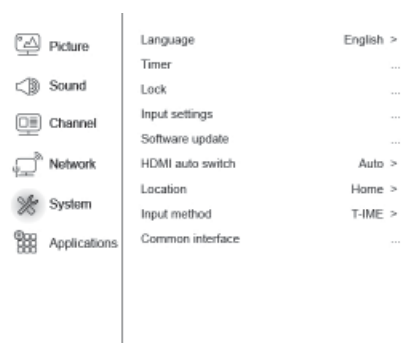 Picture
Sound
Channel
Network
System
Applications
Language English >
Timer ...
Lock ...
Input settings ...
Software update ...
HDMI auto switch Auto >
Location Home >
Input method T-IME >
Common interface ...